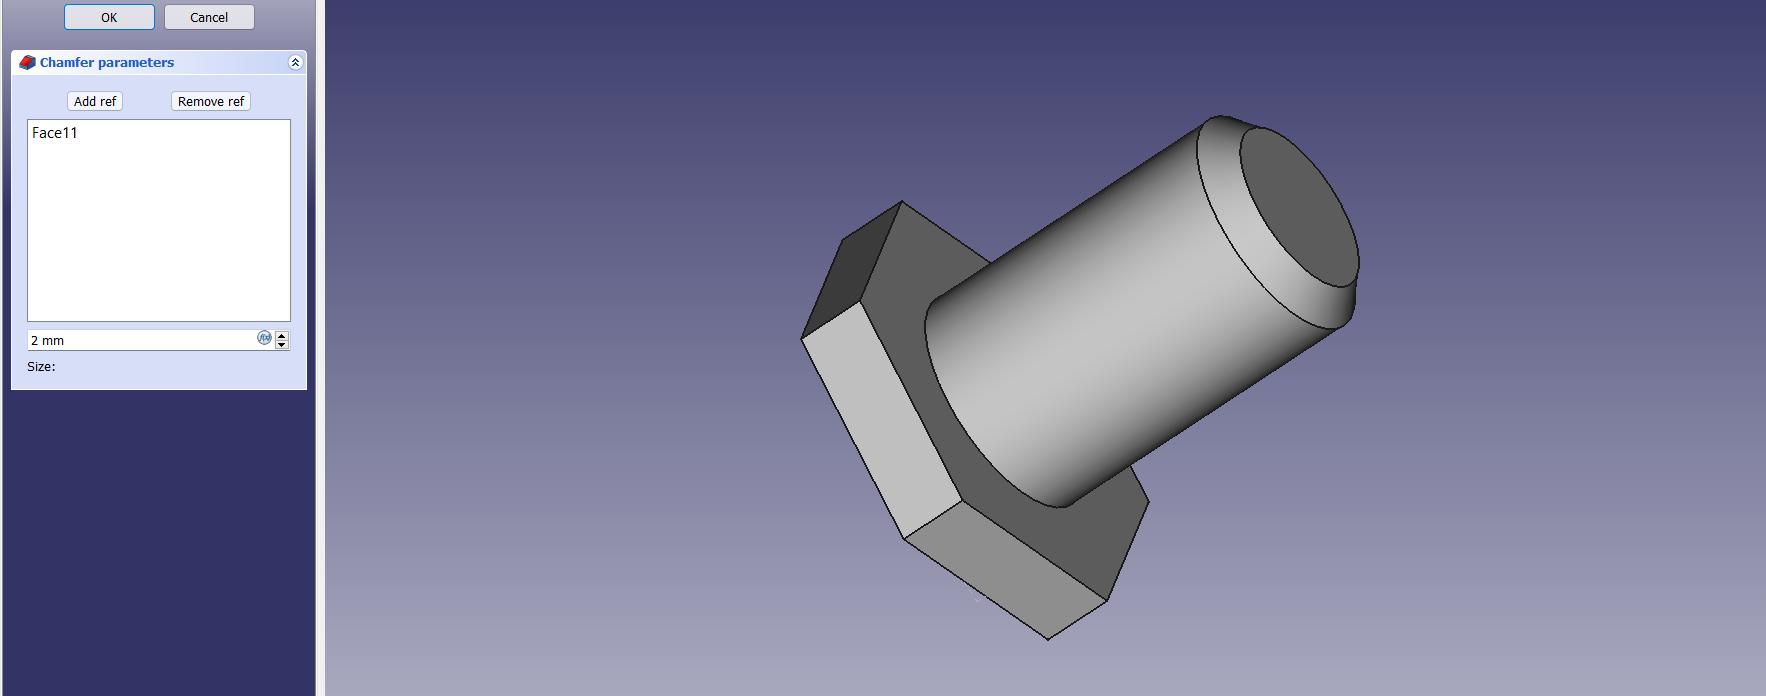 OK Cancel
Chamfer parameters
Add ref Remove ref
Face11
2 mm f(x)
Size: